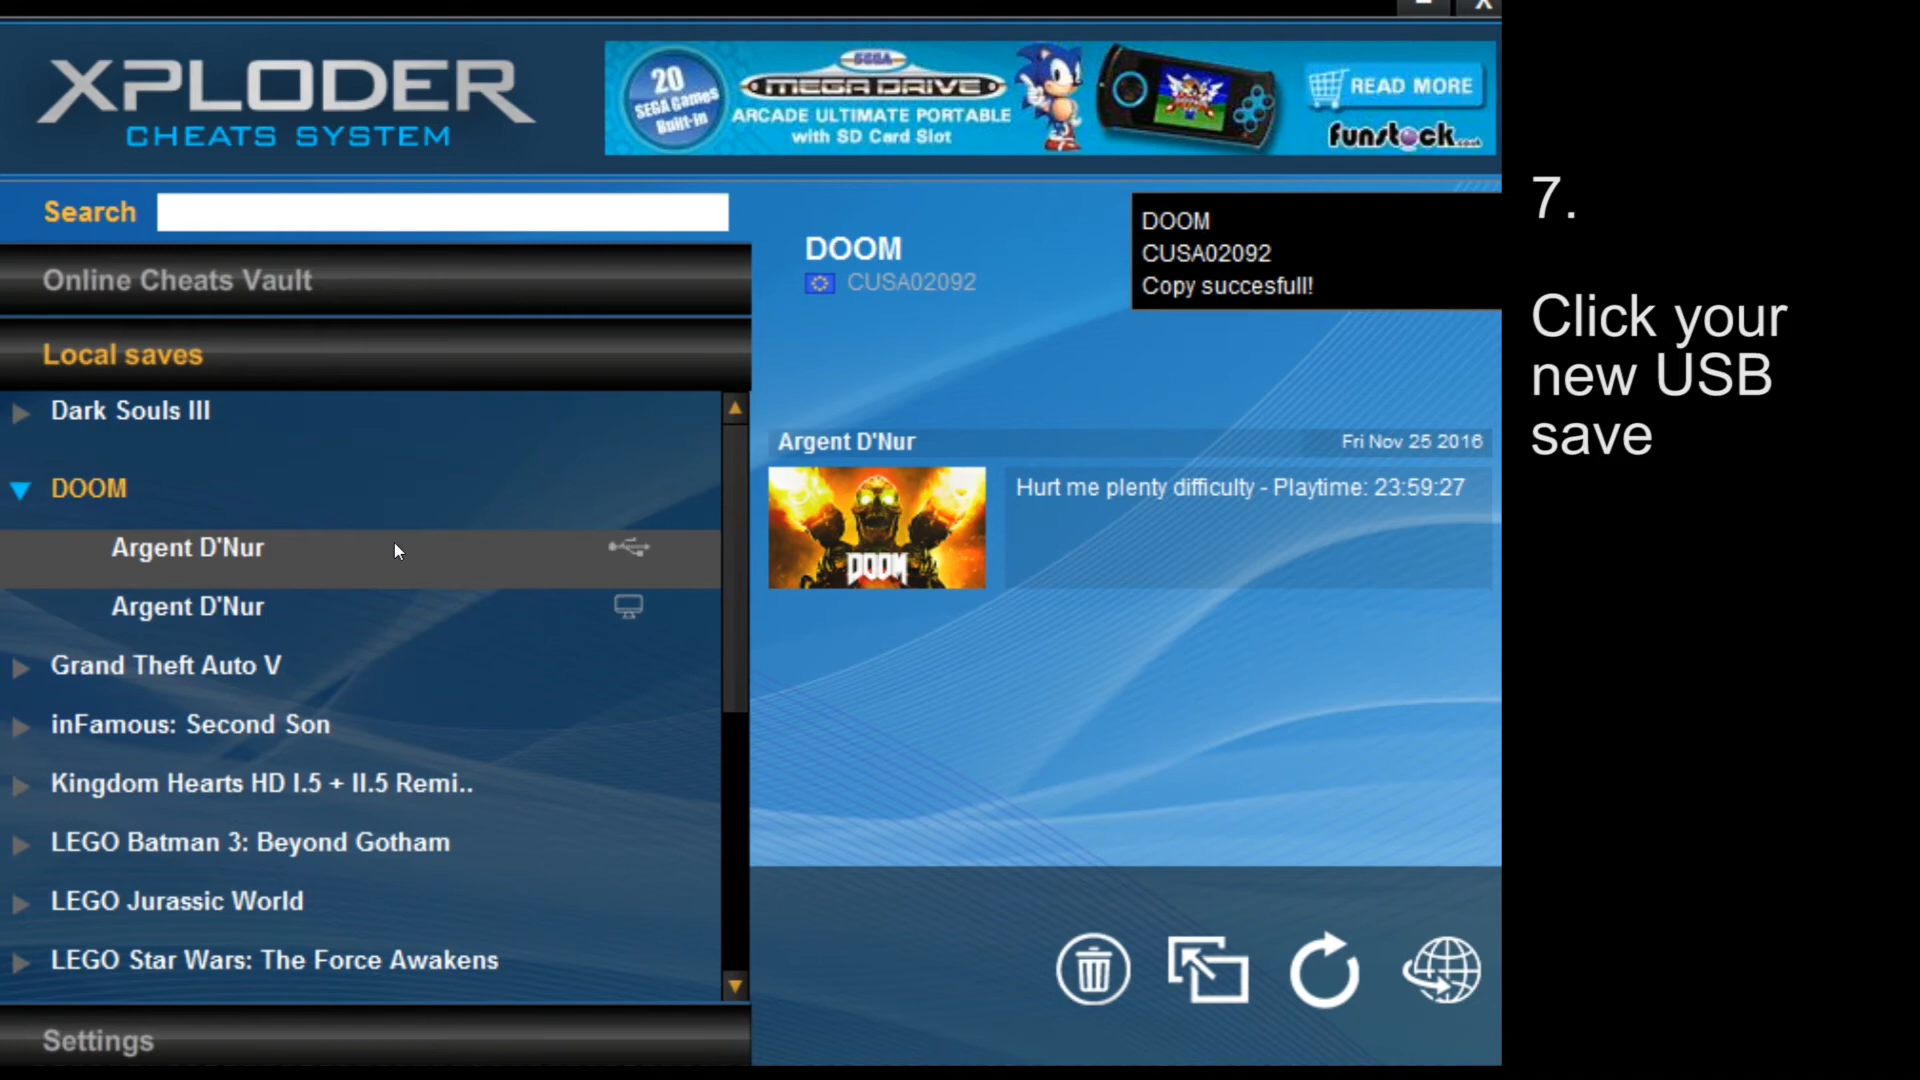 X
XPLODER
CHEATS SYSTEM
20
SEGA Games
Built-in
SEGA
MEGA DRIVE
ARCADE ULTIMATE PORTABLE
with SD Card Slot
READ MORE
funstock.co.uk
Search
Online Cheats Vault
Local saves
Dark Souls III
DOOM
Argent D'Nur
Argent D'Nur
Grand Theft Auto V
inFamous: Second Son
Kingdom Hearts HD I.5 + II.5 Remi..
LEGO Batman 3: Beyond Gotham
LEGO Jurassic World
LEGO Star Wars: The Force Awakens
Settings
DOOM
CUSA02092
DOOM
CUSA02092
Copy succesfull!
Argent D'Nur
Fri Nov 25 2016
DOOM
Hurt me plenty difficulty - Playtime: 23:59:27
7.
Click your
new USB
save